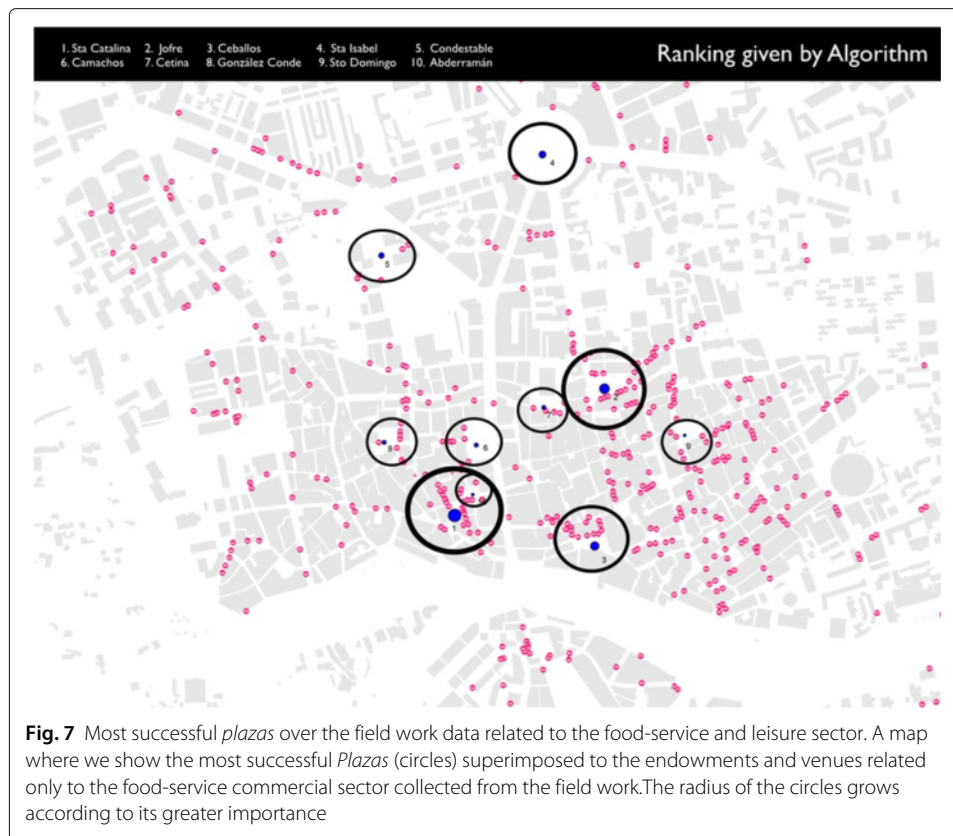 1. Sta Catalina 2. Jofre 3. Ceballos 4. Sta Isabel 5. Condestable
6. Camachos 7. Cetina 8. González Conde 9. Sto Domingo 10. Abderramán
Ranking given by Algorithm
4
5
2
7
8
6
9
1
3
Fig. 7 Most successful plazas over the field work data related to the food-service and leisure sector. A map
where we show the most successful Plazas (circles) superimposed to the endowments and venues related
only to the food-service commercial sector collected from the field work.The radius of the circles grows
according to its greater importance